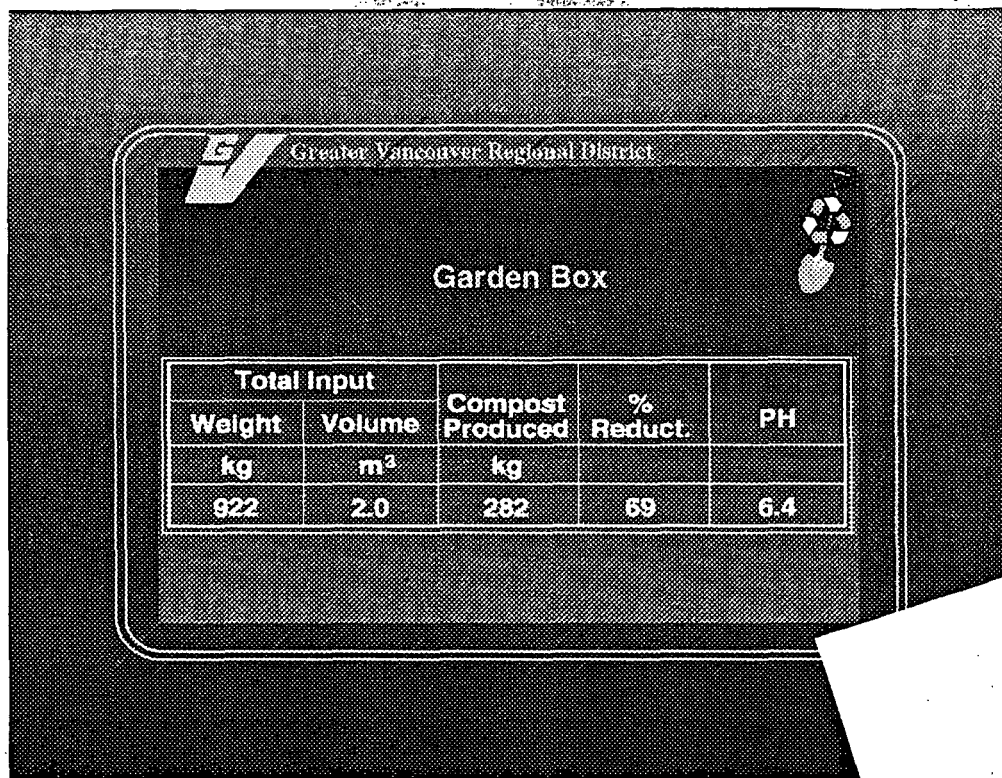 Greater Vancouver Regional District
Garden Box
Total Input
Weight Volume Compost Produced % Reduct. PH
kg m³ kg
922 2.0 282 69 6.4